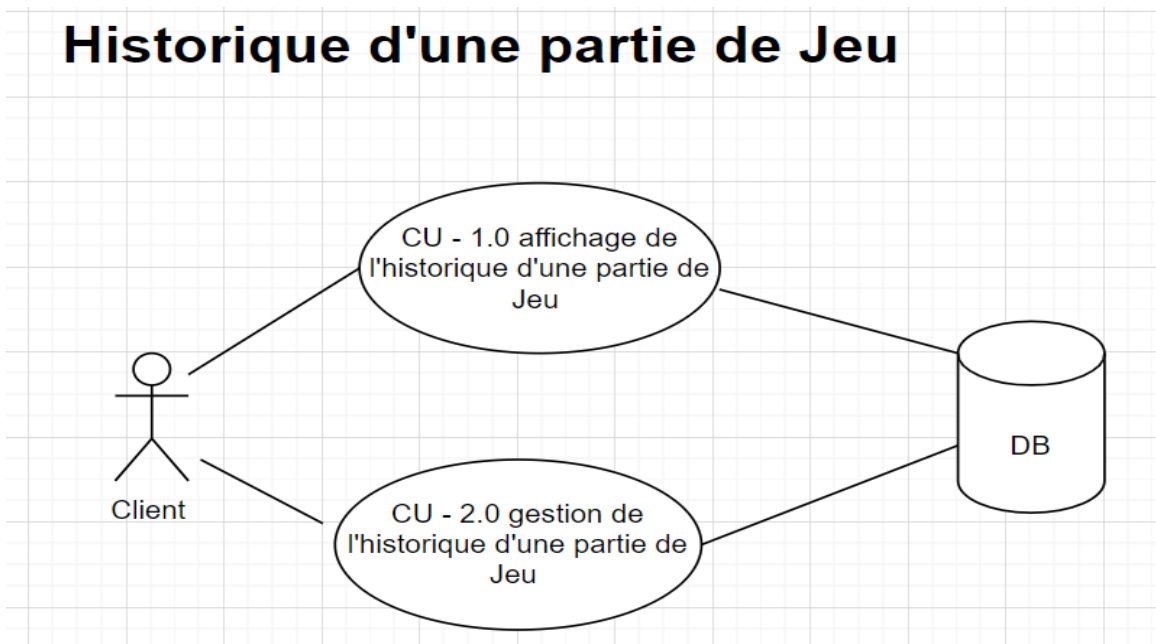 Historique d'une partie de Jeu
CU - 1.0 affichage de
l'historique d'une partie de
Jeu
DB
Client
CU - 2.0 gestion de
l'historique d'une partie de
Jeu